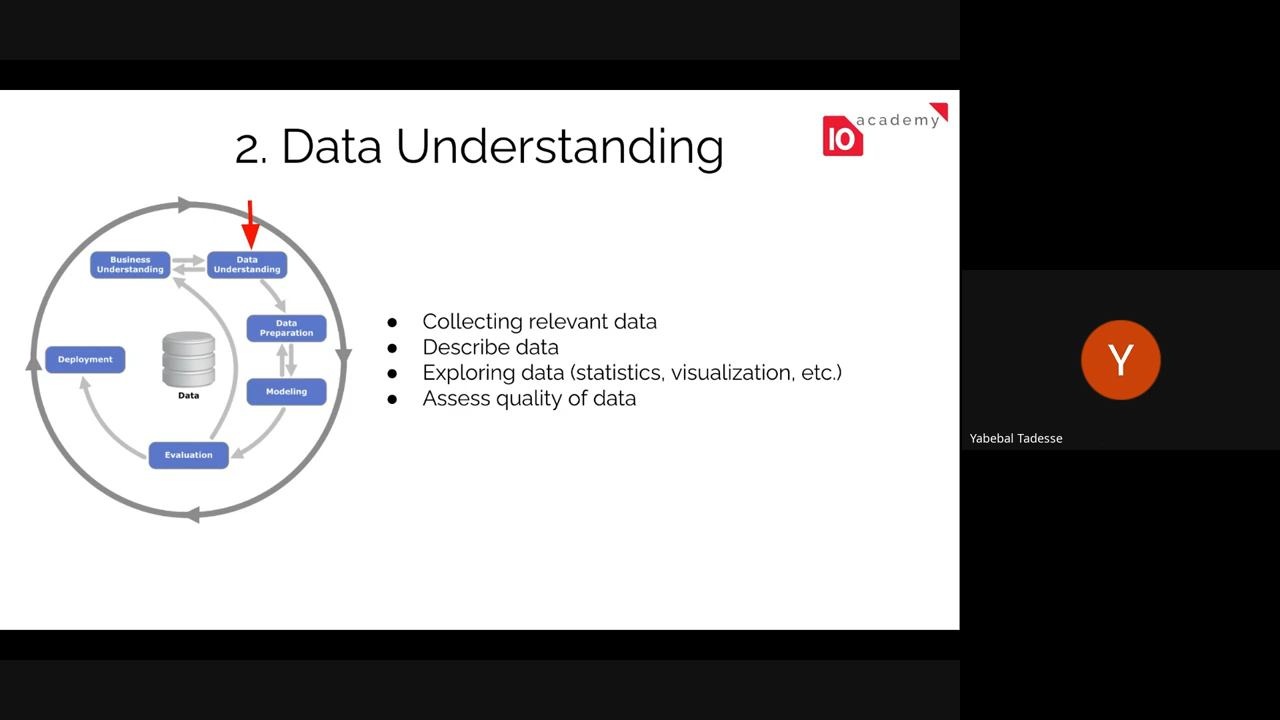 2. Data Understanding
10 academy
Business
Understanding
Data
Understanding
Data
Preparation
Deployment
Data
Modeling
Evaluation
● Collecting relevant data
● Describe data
● Exploring data (statistics, visualization, etc.)
● Assess quality of data
Y
Yabebal Tadesse